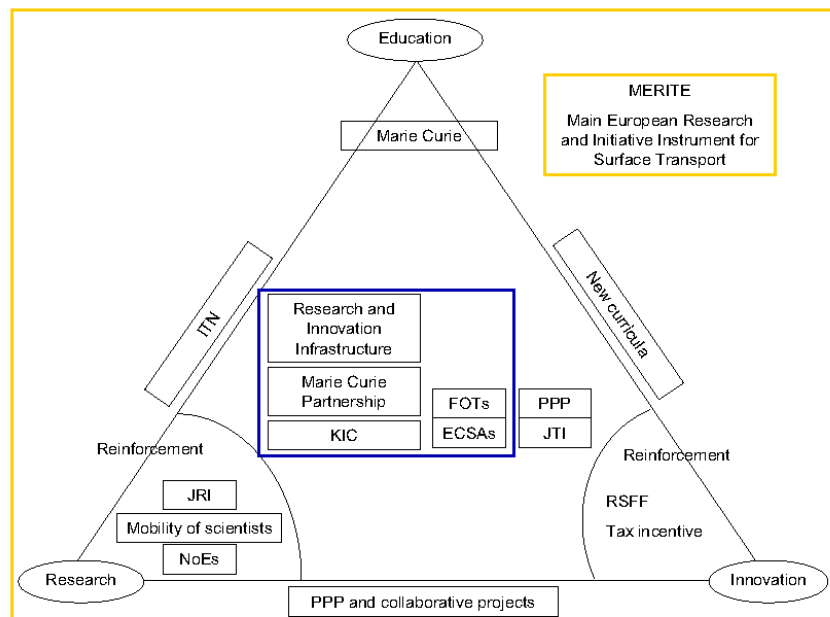 Education
MERITE
Main European Research
and Initiative Instrument for
Surface Transport
Marie Curie
ITN
New curricula
Research and
Innovation
Infrastructure
Marie Curie
Partnership
KIC
FOTs
ECSAs
PPP
JTI
Reinforcement
JRI
Mobility of scientists
NoEs
Reinforcement
RSFF
Tax incentive
Research
Innovation
PPP and collaborative projects